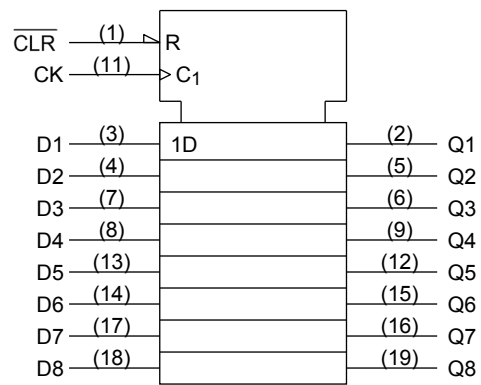 CLR (1) R
CK (11) C1
D1 (3) 1D (2) Q1
D2 (4) (5) Q2
D3 (7) (6) Q3
D4 (8) (9) Q4
D5 (13) (12) Q5
D6 (14) (15) Q6
D7 (17) (16) Q7
D8 (18) (19) Q8